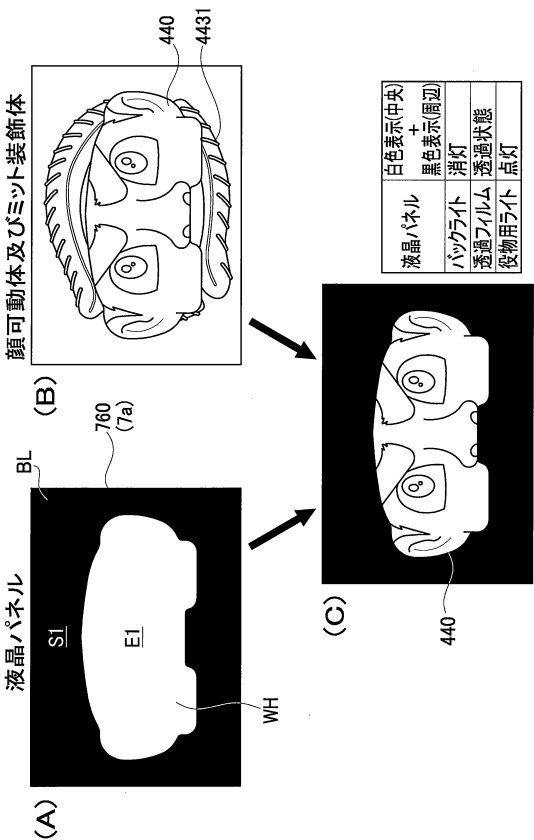 (A)
液晶パネル
S1
E1
BL
760
(7a)
WH
(B)
顔可動体及びミット装飾体
440
4431
(C)
440
液晶パネル 白色表示(中央)
+
黒色表示(周辺)
バックライト 消灯
透過フィルム 透過状態
役物用ライト 点灯